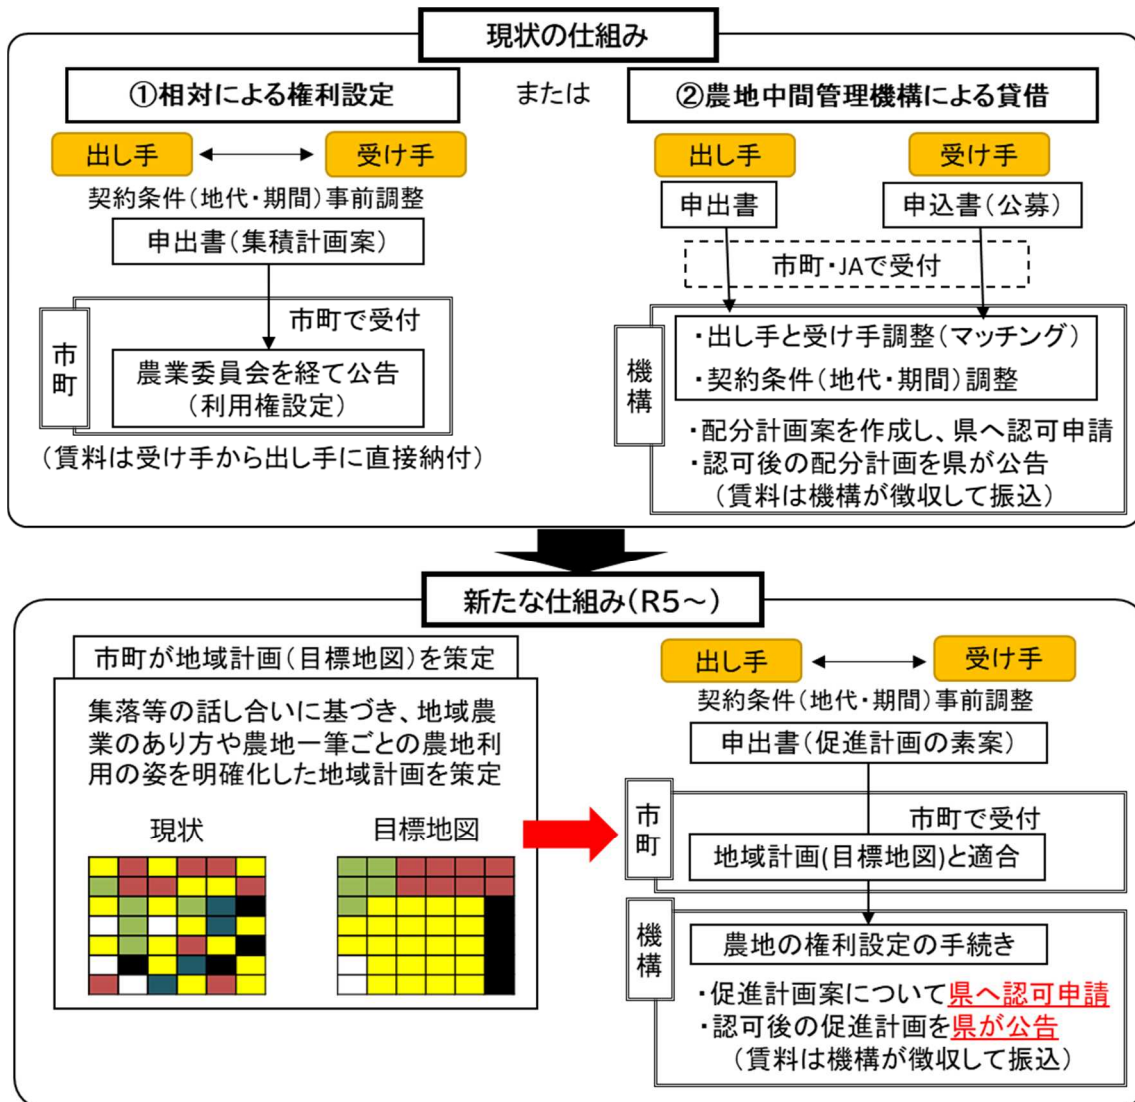 現状の仕組み
①相対による権利設定
または
②農地中間管理機構による貸借
出し手
受け手
契約条件(地代・期間)事前調整
申出書(集積計画案)
市町
市町で受付
農業委員会を経て公告
(利用権設定)
(賃料は受け手から出し手に直接納付)
出し手
受け手
申出書
申込書(公募)
市町・JAで受付
機構
・出し手と受け手調整(マッチング)
・契約条件(地代・期間)調整
・配分計画案を作成し、県へ認可申請
・認可後の配分計画を県が公告
(賃料は機構が徴収して振込)
新たな仕組み(R5~)
市町が地域計画(目標地図)を策定
集落等の話し合いに基づき、地域農
業のあり方や農地一筆ごとの農地利
用の姿を明確化した地域計画を策定
現状
目標地図
出し手
受け手
契約条件(地代・期間)事前調整
申出書(促進計画の素案)
市町
市町で受付
地域計画(目標地図)と適合
機構
農地の権利設定の手続き
・促進計画案について県へ認可申請
・認可後の促進計画を県が公告
(賃料は機構が徴収して振込)